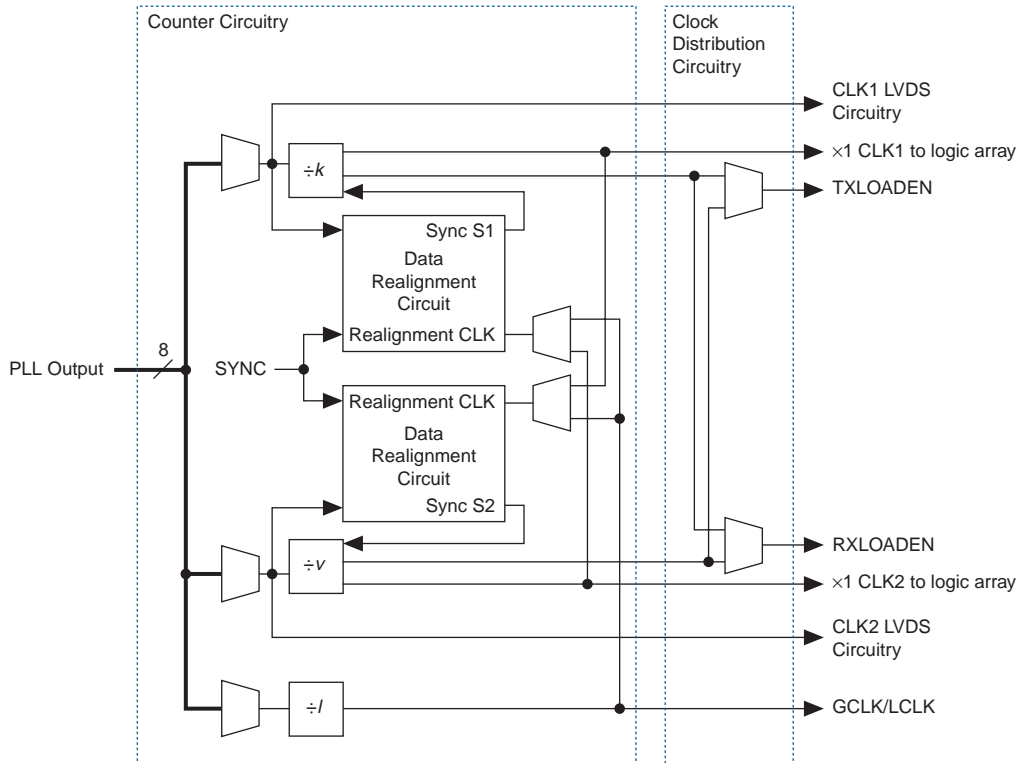 Counter Circuitry
Clock
Distribution
Circuitry
CLK1 LVDS
Circuitry
×1 CLK1 to logic array
÷k
TXLOADEN
Sync S1
Data
Realignment
Circuit
Realignment CLK
8
PLL Output
SYNC
Realignment CLK
Data
Realignment
Circuit
Sync S2
RXLOADEN
÷v
×1 CLK2 to logic array
CLK2 LVDS
Circuitry
÷l
GCLK/LCLK